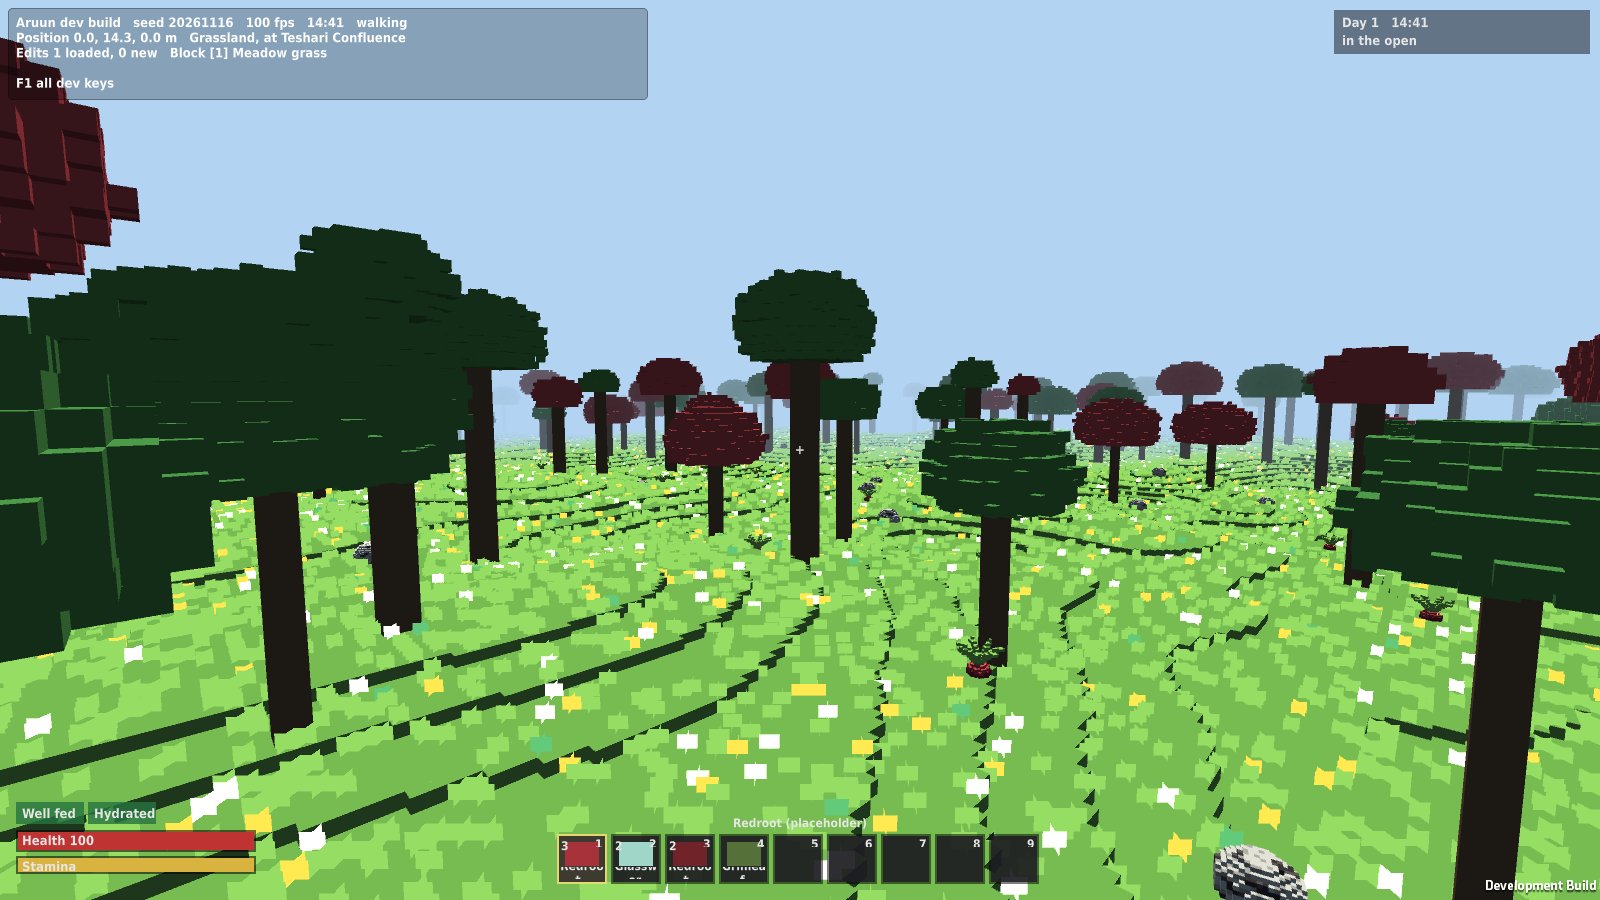 Aruun dev build seed 20261116 100 fps 14:41 walking
Position 0.0, 14.3, 0.0 m Grassland, at Teshari Confluence
Edits 1 loaded, 0 new Block [1] Meadow grass
F1 all dev keys
Day 1 14:41
in the open
Well fed Hydrated
Health 100
Stamina
Redroot (placeholder)
3 1 2 2 2 3 4 5 6 7 8 9
Development Build